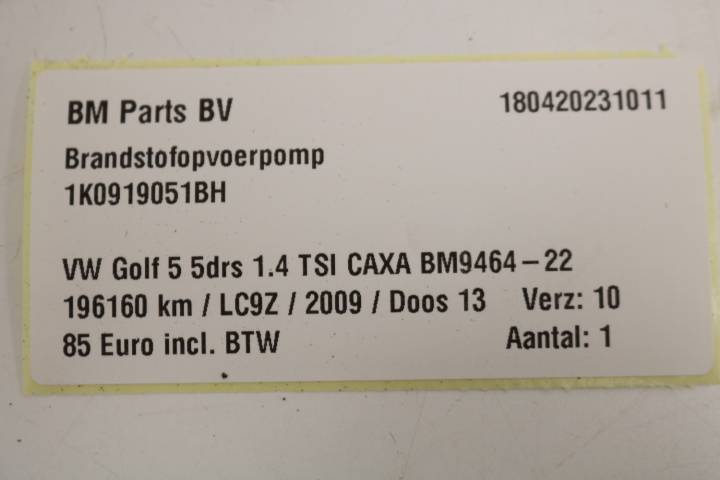 BM Parts BV 180420231011
Brandstofopvoerpomp
1K0919051BH
VW Golf 5 5drs 1.4 TSI CAXA BM9464-22
196160 km / LC9Z / 2009 / Doos 13 Verz: 10
85 Euro incl. BTW Aantal: 1